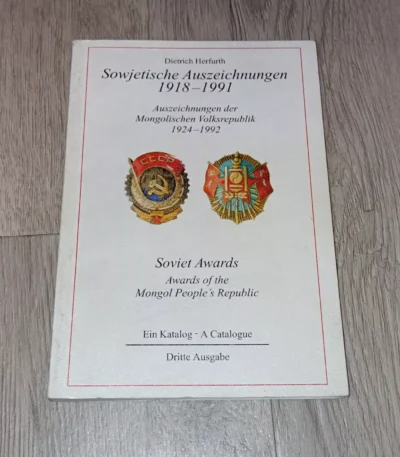 Dietrich Herfurth
Sowjetische Auszeichnungen
1918–1991
Auszeichnungen der
Mongolischen Volksrepublik
1924–1992
СССР
Soviet Awards
Awards of the
Mongol People's Republic
Ein Katalog - A Catalogue
Dritte Ausgabe